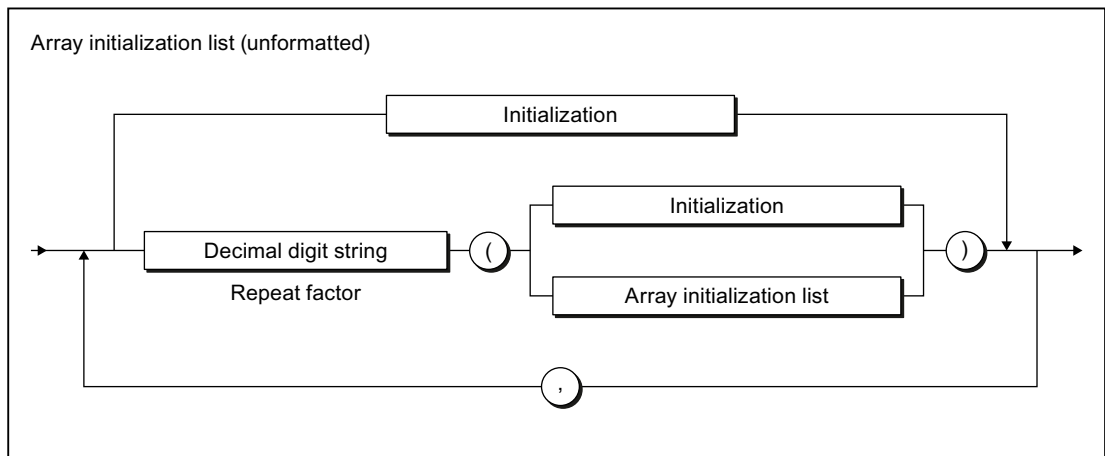 Array initialization list (unformatted)
Initialization
Initialization
Decimal digit string
(
)
Repeat factor
Array initialization list
,